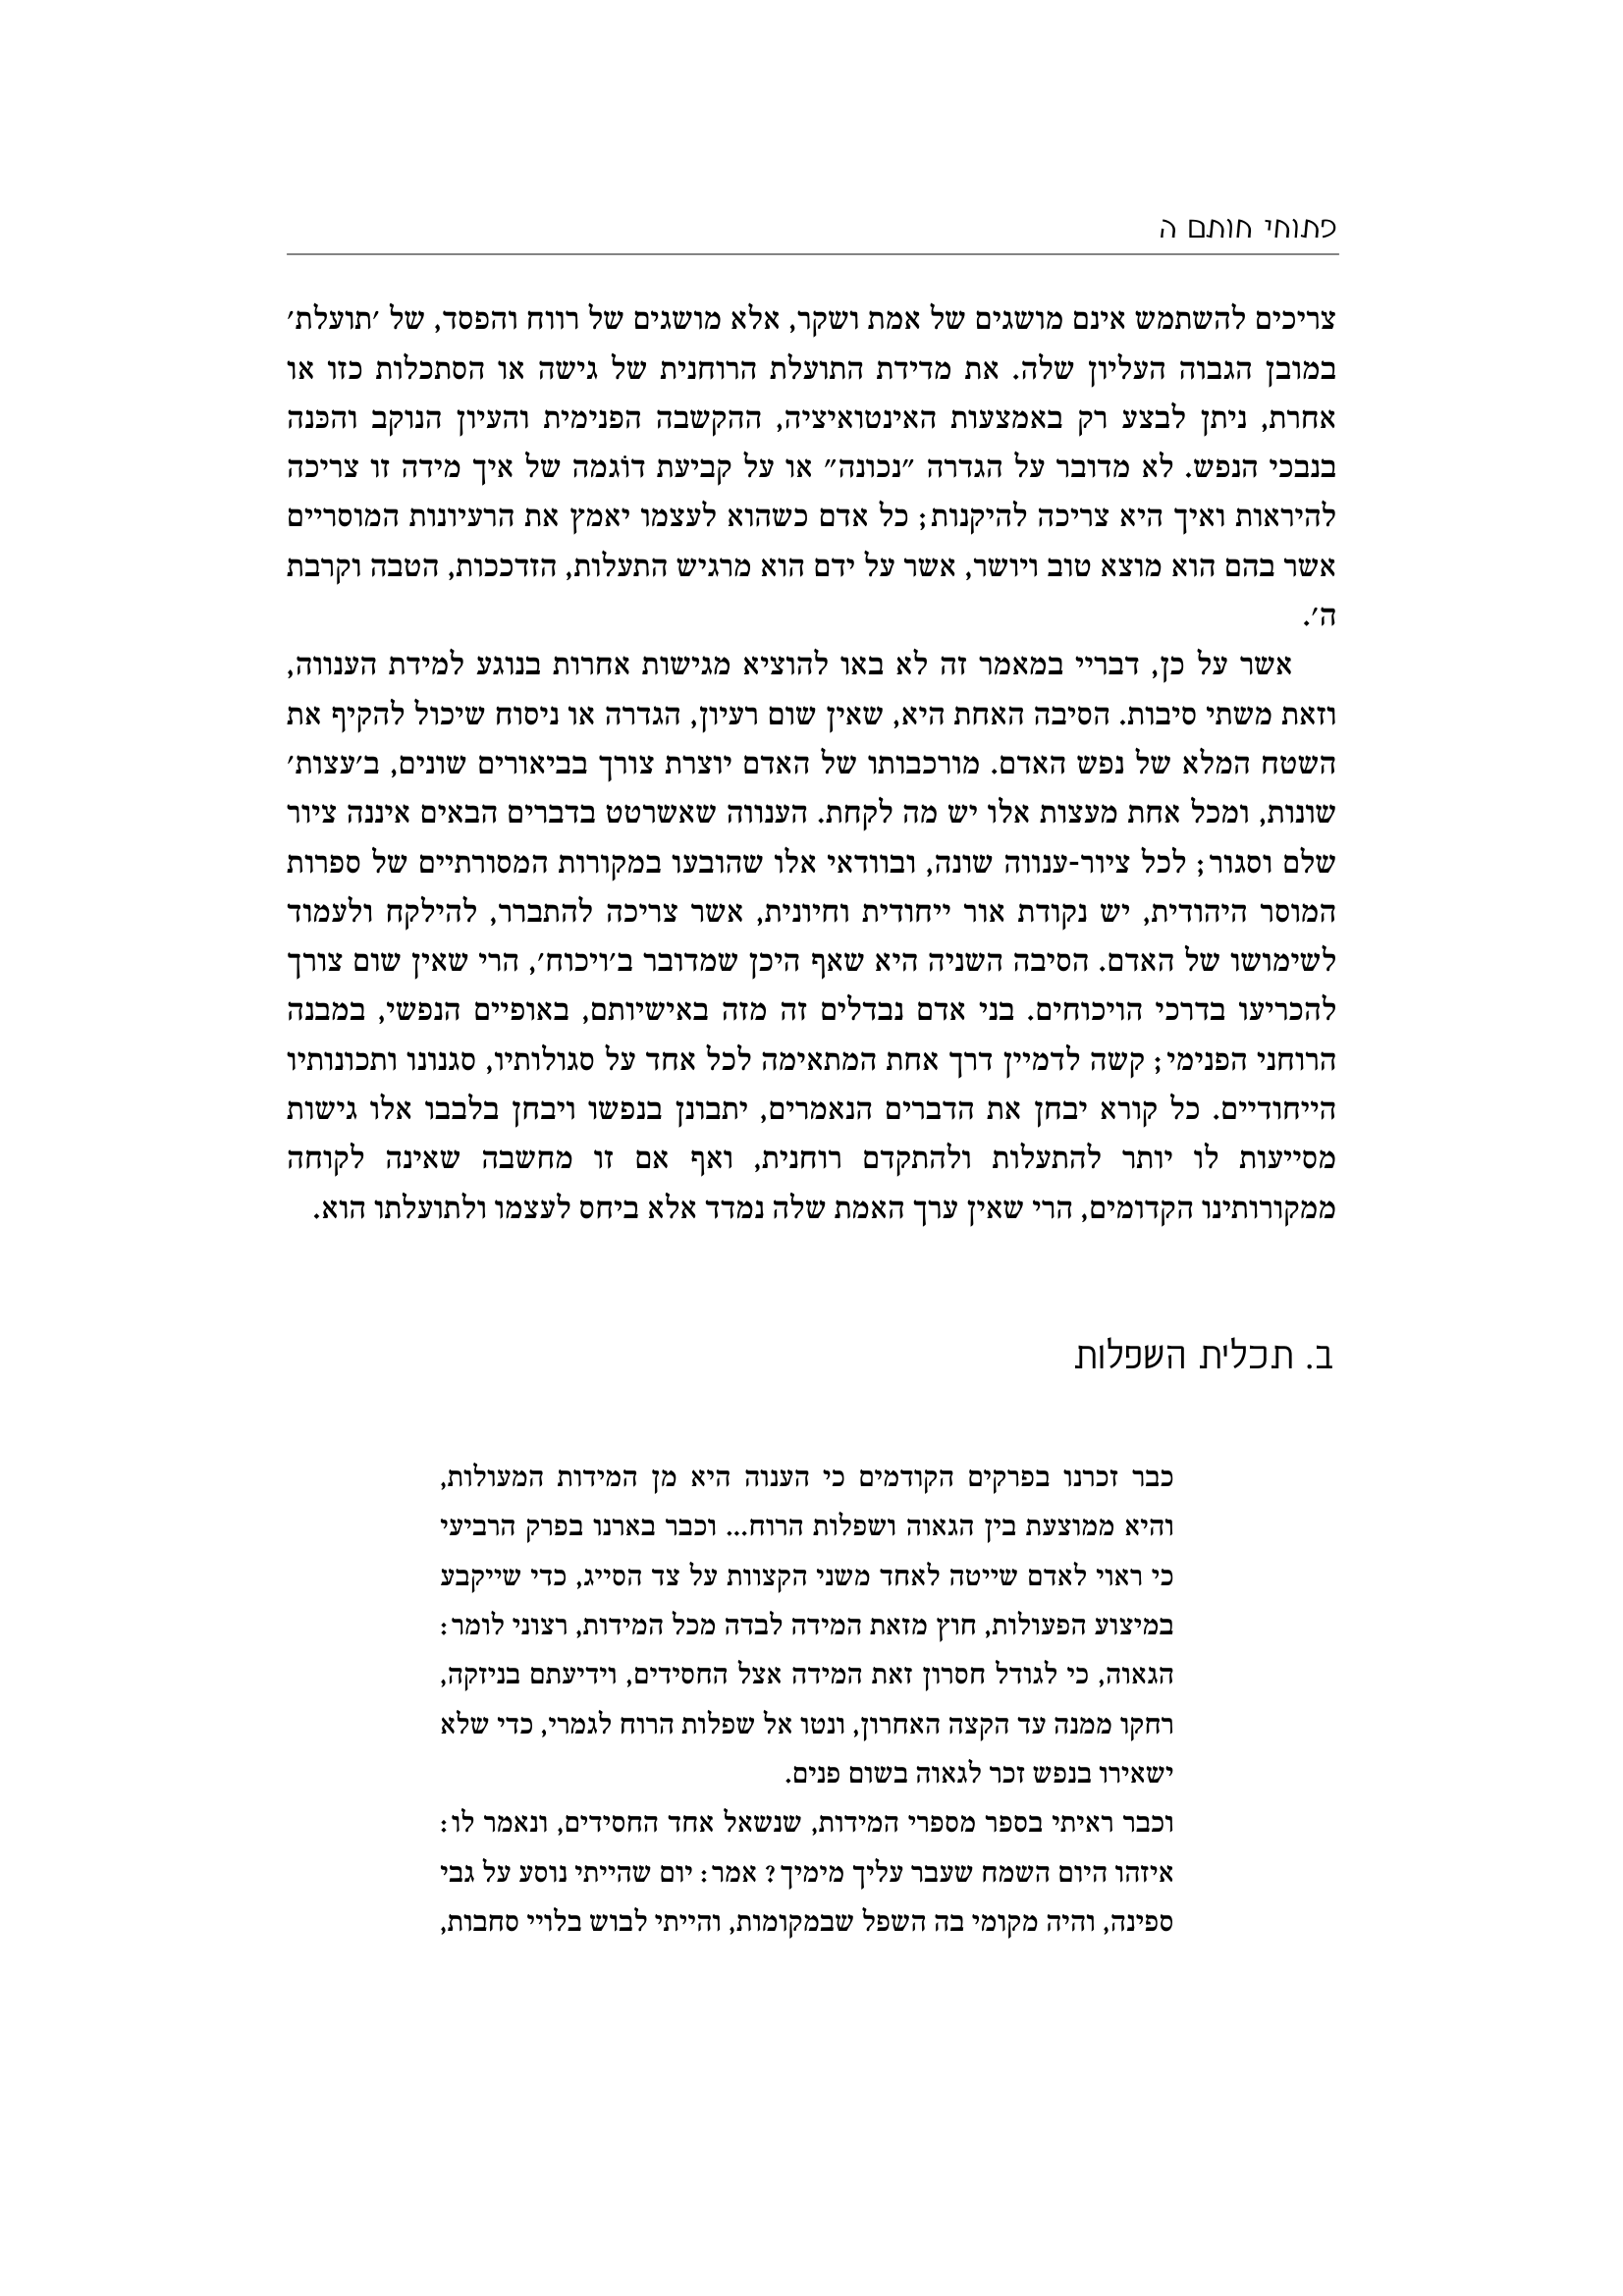 פתוחי חותם ה
צריכים להשתמש אינם מושגים של אמת ושקר, אלא מושגים של רווח והפסד, של ׳תועלת׳
במובן הגבוה העליון שלה. את מדידת התועלת הרוחנית של גישה או הסתכלות כזו או
אחרת, ניתן לבצע רק באמצעות האינטואיציה, ההקשבה הפנימית והעיון הנוקב והכּנה
בנבכי הנפש. לא מדובר על הגדרה ״נכונה״ או על קביעת דוֹגמה של איך מידה זו צריכה
להיראות ואיך היא צריכה להיקנות; כל אדם כשהוא לעצמו יאמץ את הרעיונות המוסריים
אשר בהם הוא מוצא טוב ויושר, אשר על ידם הוא מרגיש התעלות, הזדככות, הטבה וקרבת
ה׳.
אשר על כן, דבריי במאמר זה לא באו להוציא מגישות אחרות בנוגע למידת הענווה,
וזאת משתי סיבות. הסיבה האחת היא, שאין שום רעיון, הגדרה או ניסוח שיכול להקיף את
השטח המלא של נפש האדם. מורכבותו של האדם יוצרת צורך בביאורים שונים, ב׳עצות׳
שונות, ומכל אחת מעצות אלו יש מה לקחת. הענווה שאשרטט בדברים הבאים איננה ציור
שלם וסגור; לכל ציור-ענווה שונה, ובוודאי אלו שהובעו במקורות המסורתיים של ספרות
המוסר היהודית, יש נקודת אור ייחודית וחיונית, אשר צריכה להתברר, להילקח ולעמוד
לשימושו של האדם. הסיבה השניה היא שאף היכן שמדובר ב׳ויכוח׳, הרי שאין שום צורך
להכריעו בדרכי הויכוחים. בני אדם נבדלים זה מזה באישיותם, באופיים הנפשי, במבנה
הרוחני הפנימי; קשה לדמיין דרך אחת המתאימה לכל אחד על סגולותיו, סגנונו ותכונותיו
הייחודיים. כל קורא יבחן את הדברים הנאמרים, יתבונן בנפשו ויבחן בלבבו אלו גישות
מסייעות לו יותר להתעלות ולהתקדם רוחנית, ואף אם זו מחשבה שאינה לקוחה
ממקורותינו הקדומים, הרי שאין ערך האמת שלה נמדד אלא ביחס לעצמו ולתועלתו הוא.
ב. תכלית השפלות
כבר זכרנו בפרקים הקודמים כי הענוה היא מן המידות המעולות,
והיא ממוצעת בין הגאוה ושפלות הרוח... וכבר בארנו בפרק הרביעי
כי ראוי לאדם שייטה לאחד משני הקצוות על צד הסייג, כדי שייקבע
במיצוע הפעולות, חוץ מזאת המידה לבדה מכל המידות, רצוני לומר:
הגאוה, כי לגודל חסרון זאת המידה אצל החסידים, וידיעתם בניזקה,
רחקו ממנה עד הקצה האחרון, ונטו אל שפלות הרוח לגמרי, כדי שלא
ישאירו בנפש זכר לגאוה בשום פנים.
וכבר ראיתי בספר מספרי המידות, שנשאל אחד החסידים, ונאמר לו:
איזהו היום השמח שעבר עליך מימיך? אמר: יום שהייתי נוסע על גבי
ספינה, והיה מקומי בה השפל שבמקומות, והייתי לבוש בלויי סחבות,